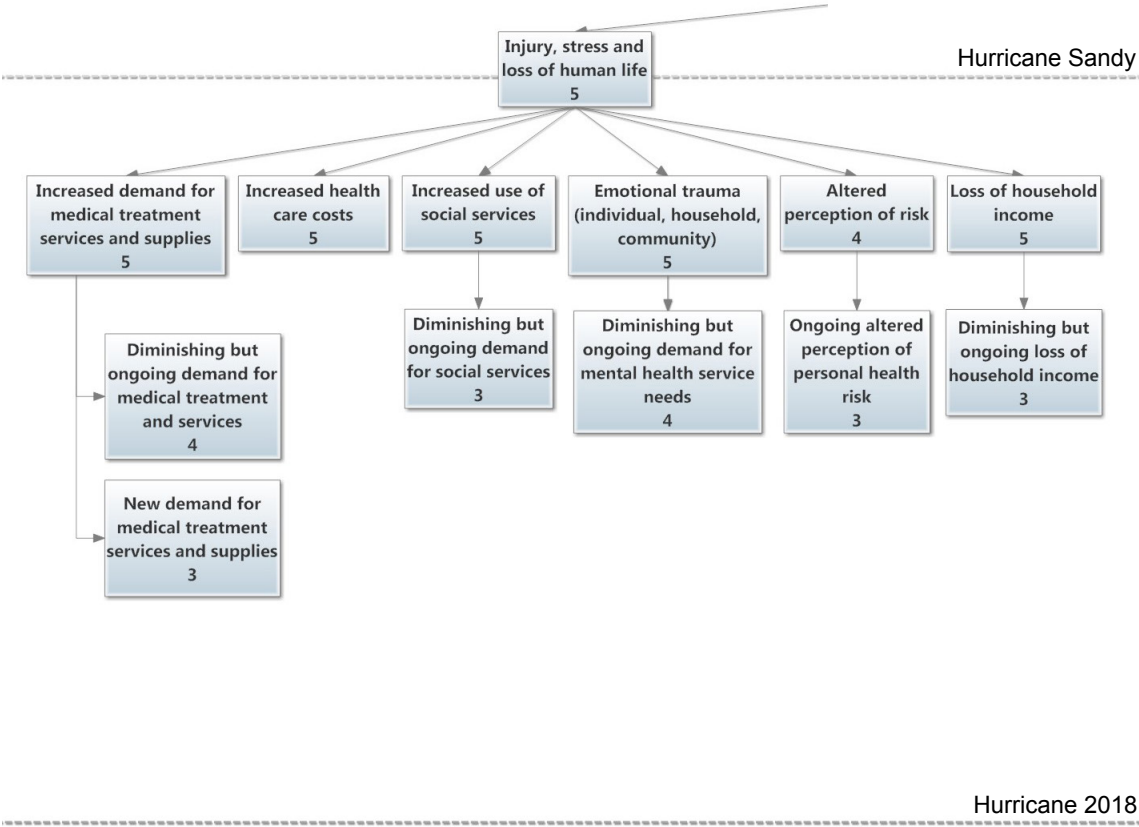 Hurricane Sandy
Injury, stress and
loss of human life
5
Increased demand for
medical treatment
services and supplies
5
Increased health
care costs
5
Increased use of
social services
5
Emotional trauma
(individual, household,
community)
5
Altered
perception of risk
4
Loss of household
income
5
Diminishing but
ongoing demand for
medical treatment
and services
4
New demand for
medical treatment
services and supplies
3
Diminishing but
ongoing demand
for social services
3
Diminishing but
ongoing demand for
mental health service
needs
4
Ongoing altered
perception of
personal health
risk
3
Diminishing but
ongoing loss of
household income
3
Hurricane 2018